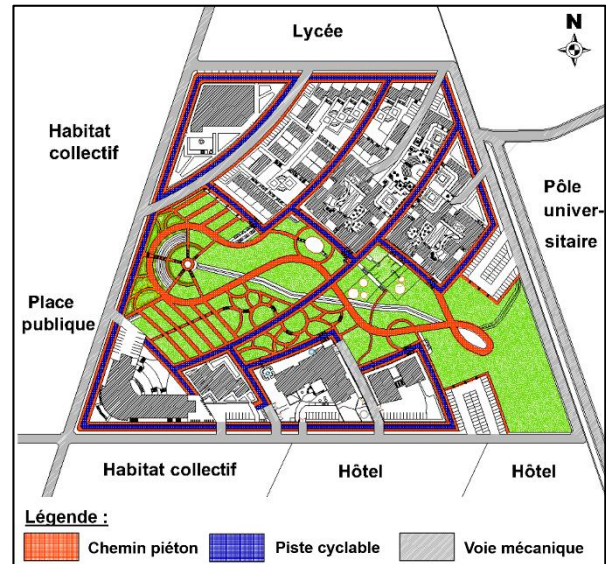 N
Lycée
Habitat
collectif
Pôle
univer-
sitaire
Place
publique
Habitat collectif
Hôtel
Hôtel
Légende :
Chemin piéton
Piste cyclable
Voie mécanique